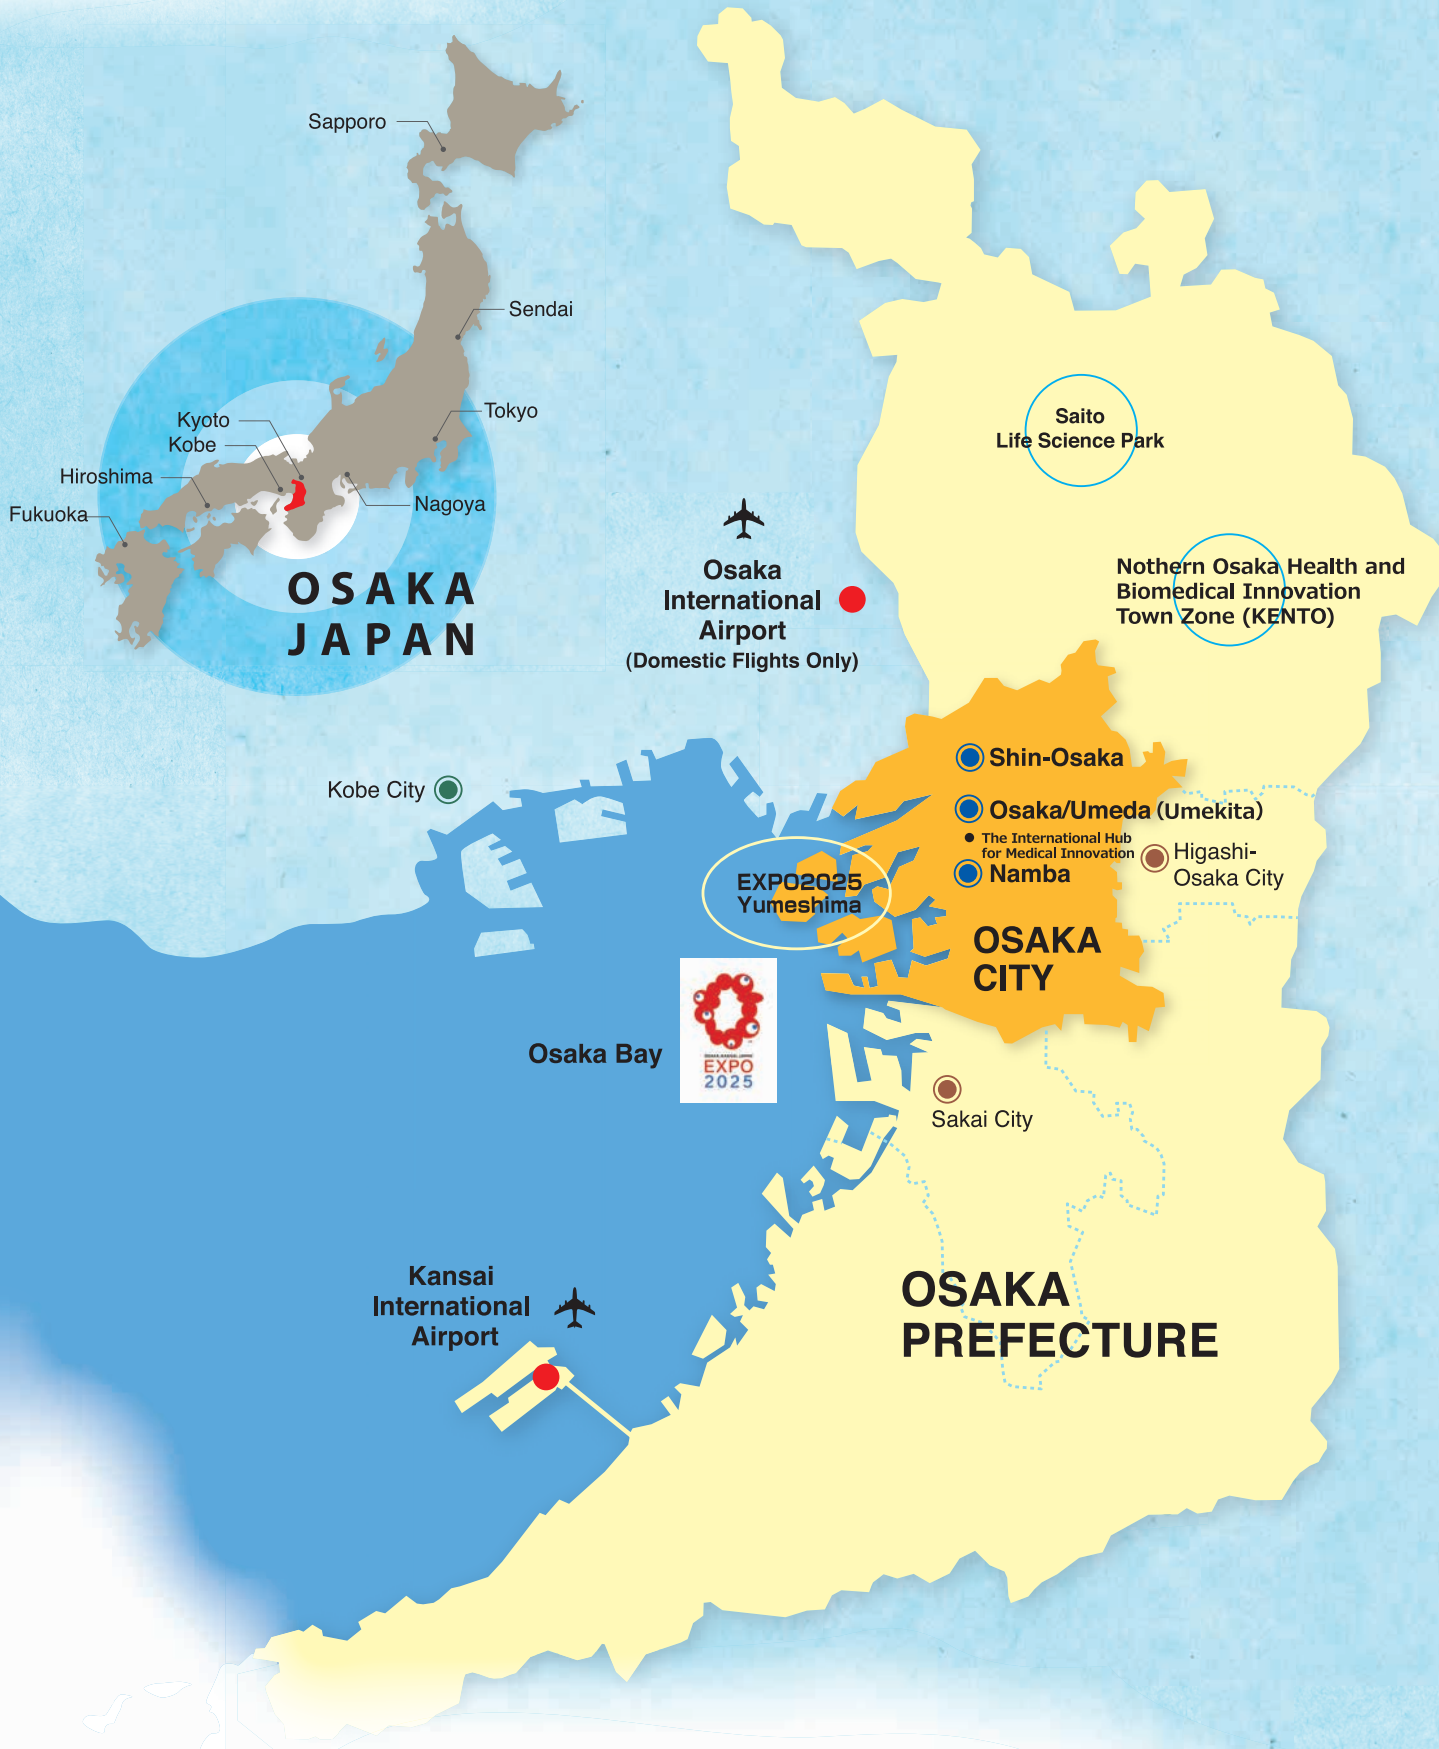 Sapporo
Sendai
Tokyo
Kyoto
Kobe
Hiroshima
Nagoya
Fukuoka
OSAKA
JAPAN
Saito
Life Science Park
Osaka
International
Airport
(Domestic Flights Only)
Nothern Osaka Health and
Biomedical Innovation
Town Zone (KENTO)
Kobe City
Shin-Osaka
Osaka/Umeda (Umekita)
The International Hub
for Medical Innovation
Namba
Higashi-
Osaka City
EXPO2025
Yumeshima
OSAKA
CITY
OSAKA, KANSAI, JAPAN
EXPO
2025
Osaka Bay
Sakai City
Kansai
International
Airport
OSAKA
PREFECTURE